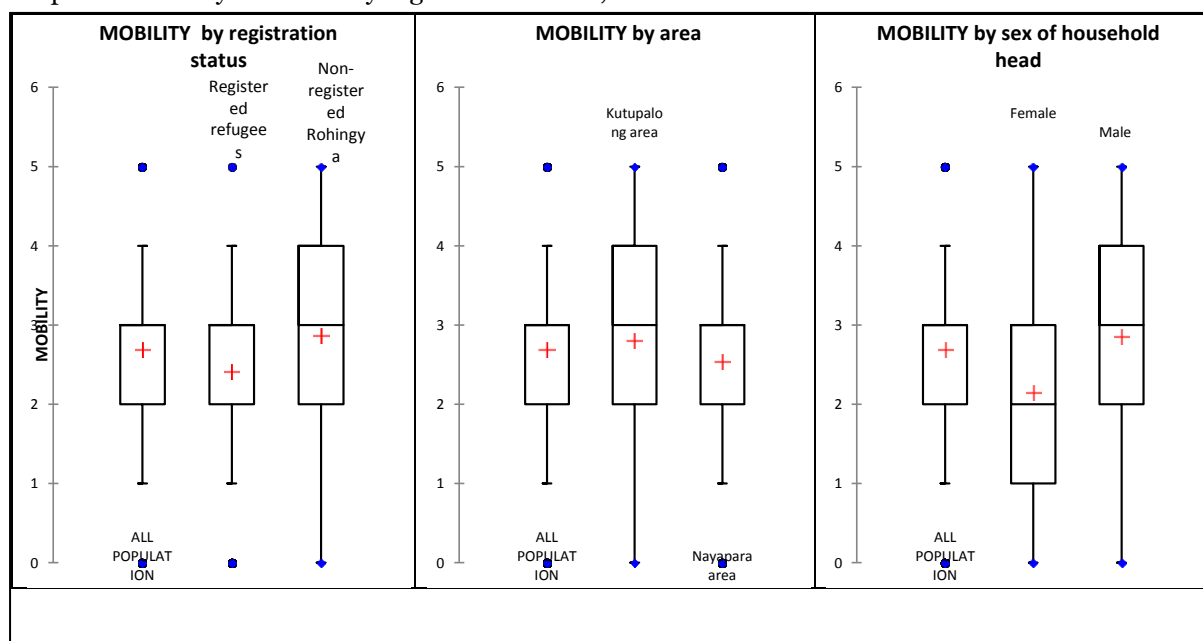 MOBILITY by registration
status
Register
ed
refugee
s
Non-
register
ed
Rohingy
a
6
5
4
3
2
1
0
MOBILITY
ALL
POPULAT
ION
MOBILITY by area
6
5
4
3
2
1
0
Kutupalo
ng area
ALL
POPULAT
ION
Nayapara
area
MOBILITY by sex of household
head
6
5
4
3
2
1
0
Female
Male
ALL
POPULAT
ION